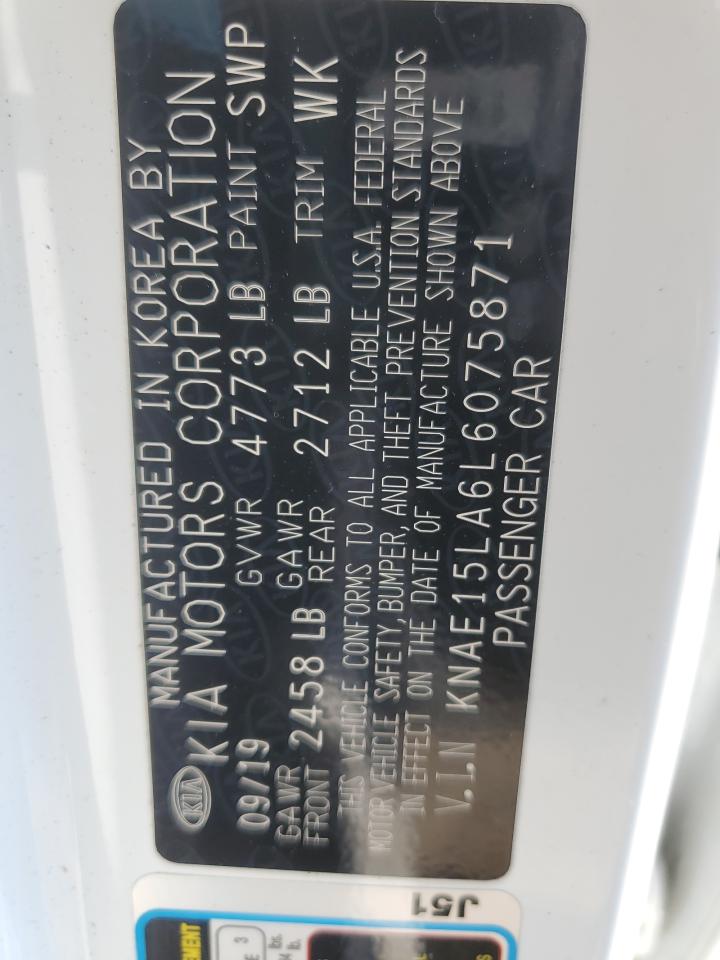 MANUFACTURED IN KOREA BY
KIA KIA MOTORS CORPORATION
09/19 GVWR 4773 LB PAINT SWP
GAWR FRONT 2458 LB GAWR REAR 2712 LB TRIM WK
THIS VEHICLE CONFORMS TO ALL APPLICABLE U.S.A. FEDERAL
MOTOR VEHICLE SAFETY, BUMPER, AND THEFT PREVENTION STANDARDS
IN EFFECT ON THE DATE OF MANUFACTURE SHOWN ABOVE
V.I.N KNAE15LA6L6075871
PASSENGER CAR
J51